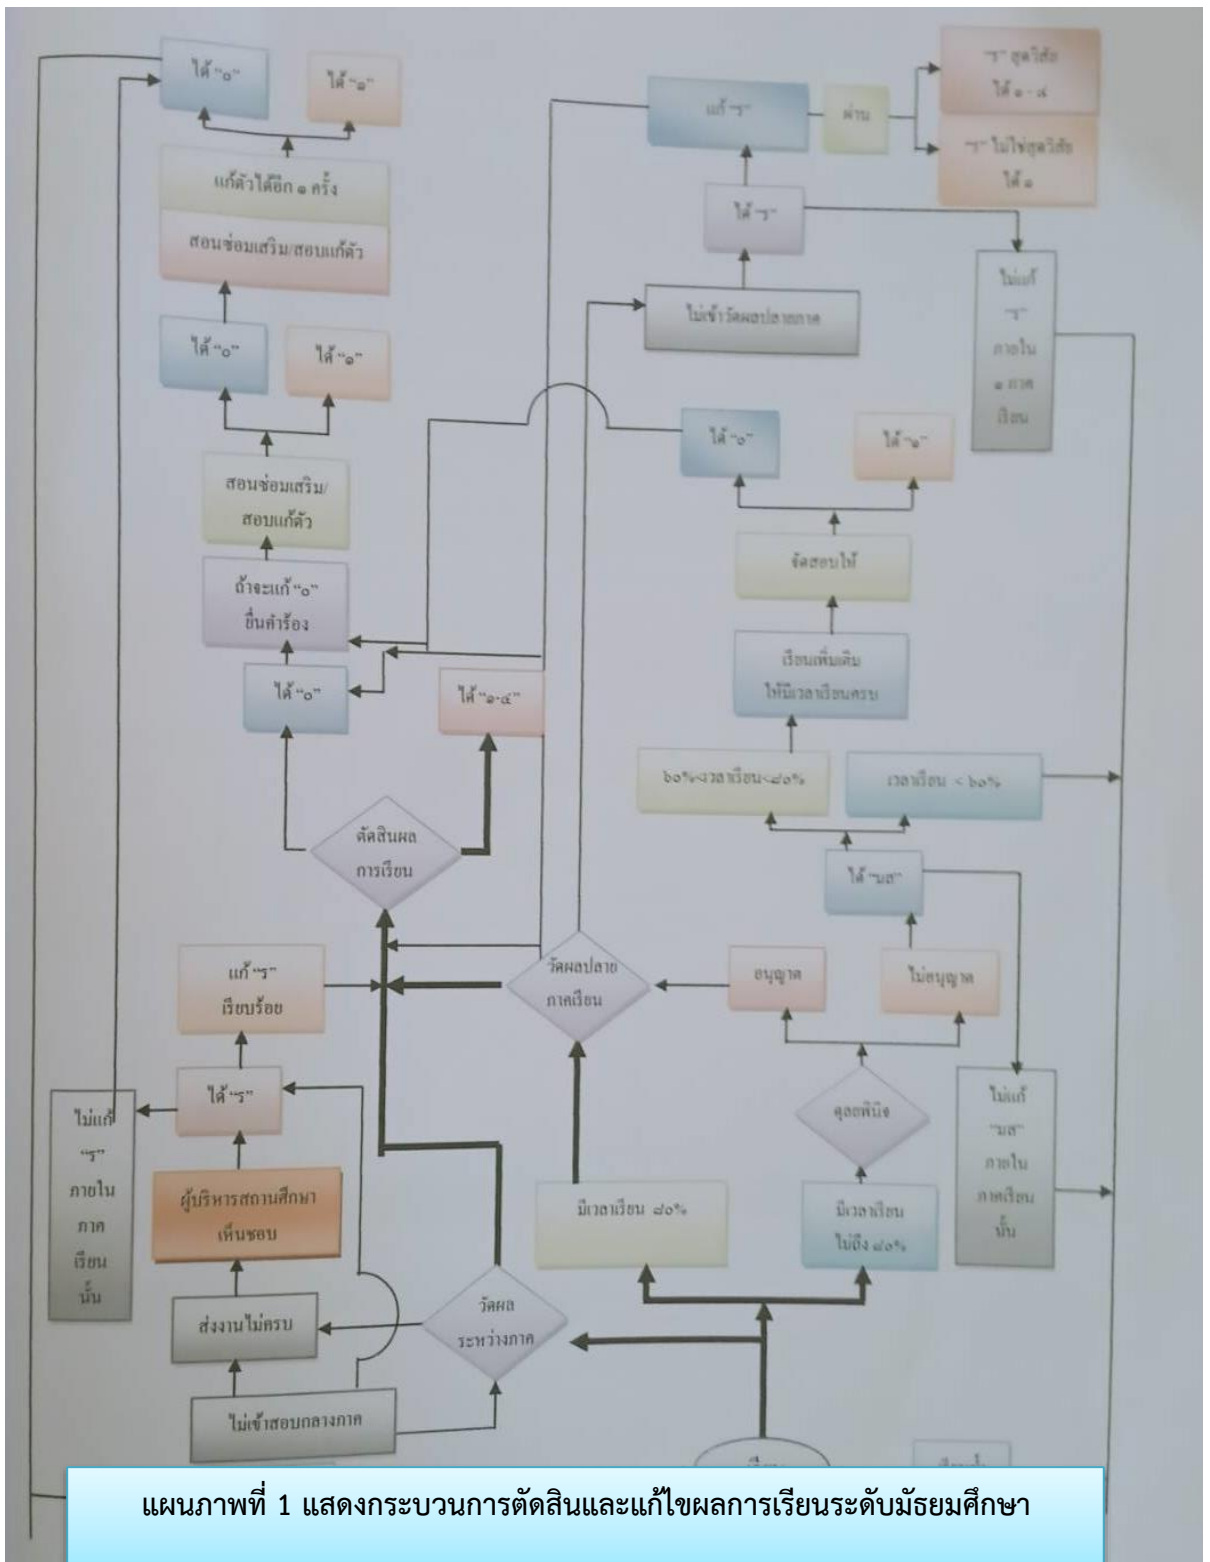 ได้ “๐”
ได้ “๑”
แก้ตัวได้อีก ๑ ครั้ง
สอนซ่อมเสริม/สอบแก้ตัว
ได้ “๐”
ได้ “๑”
สอนซ่อมเสริม/
สอบแก้ตัว
ถ้าจะแก้ “๐”
ยื่นคำร้อง
ได้ “๐”
ได้ “๑-๔”
ตัดสินผล
การเรียน
แก้ “ร”
ผ่าน
“ร” สุดวิสัย
ได้ ๑ - ๔
“ร” ไม่ใช่สุดวิสัย
ได้ ๑
ได้ “ร”
ไม่เข้าวัดผลปลายภาค
ไม่แก้
“ร”
ภายใน
๑ ภาค
เรียน
ได้ “๐”
ได้ “๑”
จัดสอบให้
เรียนเพิ่มเติม
ให้มีเวลาเรียนครบ
๖๐%<เวลาเรียน<๘๐%
เวลาเรียน < ๖๐%
ได้ “มส”
อนุญาต
ไม่อนุญาต
วัดผลปลาย
ภาคเรียน
ดุลยพินิจ
ไม่แก้
“มส”
ภายใน
ภาคเรียน
นั้น
แก้ “ร”
เรียบร้อย
ได้ “ร”
ไม่แก้
“ร”
ภายใน
ภาค
เรียน
นั้น
ผู้บริหารสถานศึกษา
เห็นชอบ
ส่งงานไม่ครบ
ไม่เข้าสอบกลางภาค
วัดผล
ระหว่างภาค
มีเวลาเรียน ๘๐%
มีเวลาเรียน
ไม่ถึง ๘๐%
แผนภาพที่ 1 แสดงกระบวนการตัดสินและแก้ไขผลการเรียนระดับมัธยมศึกษา